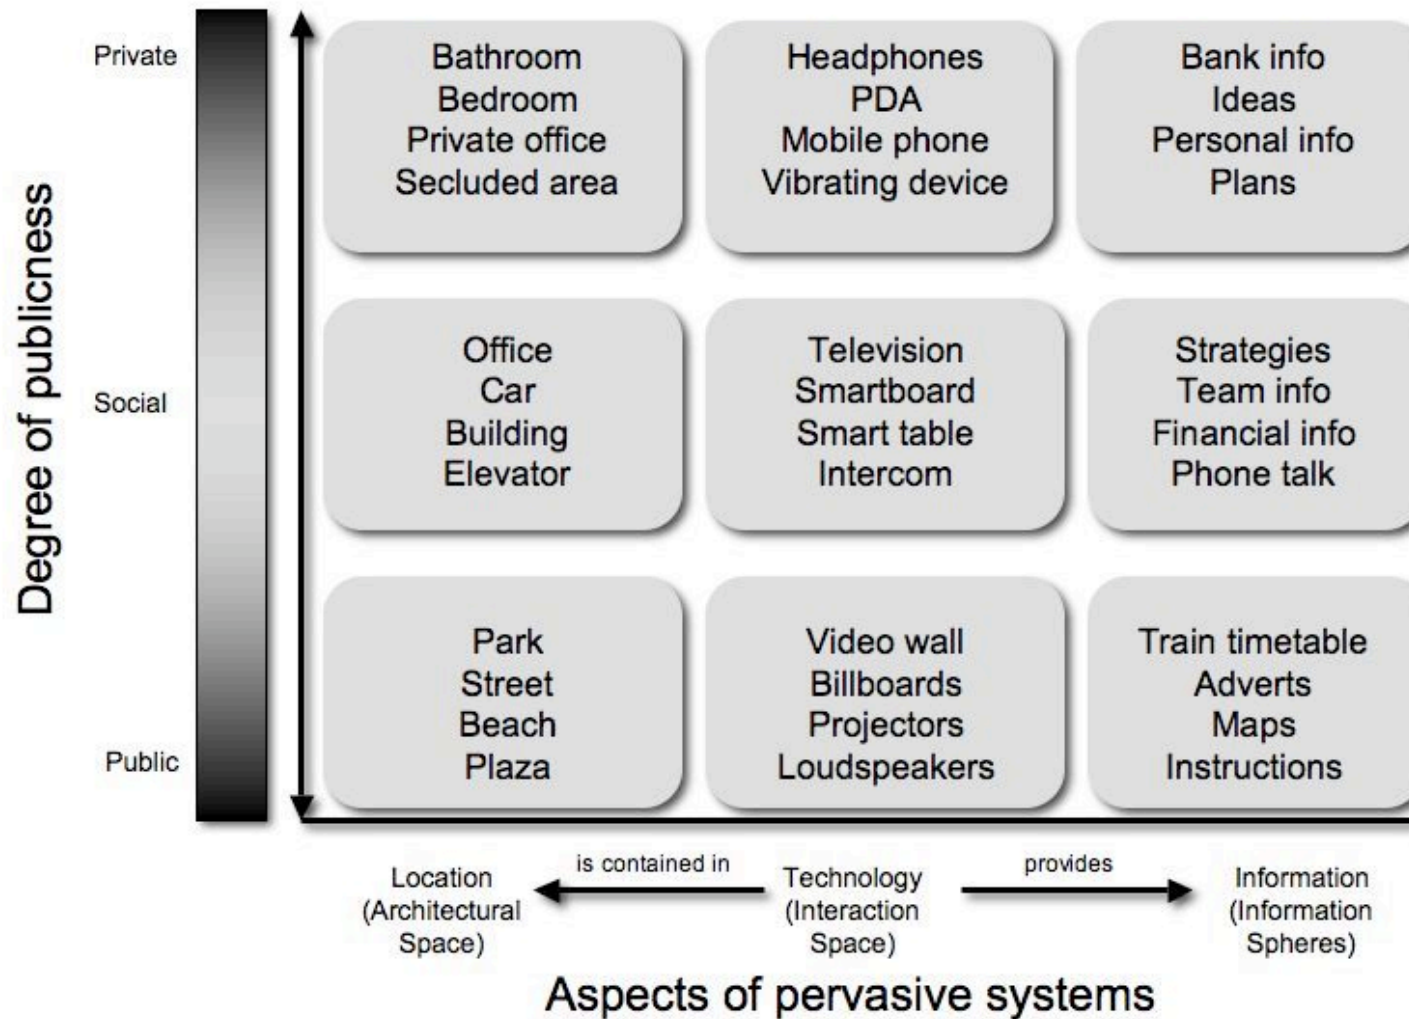 Degree of publicness
Private
Bathroom
Bedroom
Private office
Secluded area
Headphones
PDA
Mobile phone
Vibrating device
Bank info
Ideas
Personal info
Plans
Social
Office
Car
Building
Elevator
Television
Smartboard
Smart table
Intercom
Strategies
Team info
Financial info
Phone talk
Public
Park
Street
Beach
Plaza
Video wall
Billboards
Projectors
Loudspeakers
Train timetable
Adverts
Maps
Instructions
Location
(Architectural
Space)
is contained in
Technology
(Interaction
Space)
provides
Information
(Information
Spheres)
Aspects of pervasive systems